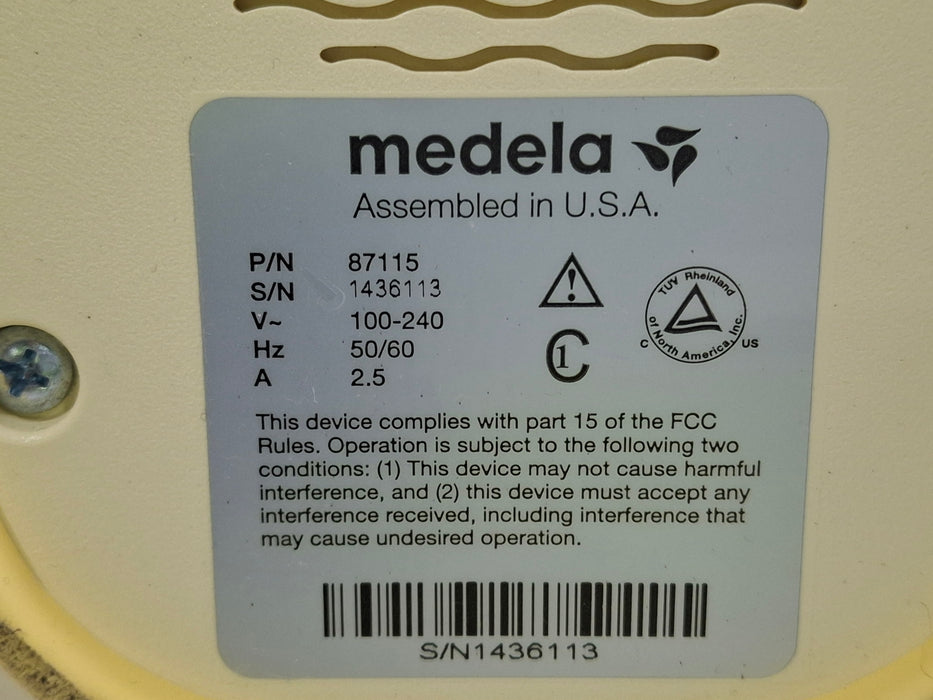 medela
Assembled in U.S.A.
P/N 87115
S/N 1436113
V~ 100-240
Hz 50/60
A 2.5
!
C1
TUV Rheinland
of North America, Inc.
C US
This device complies with part 15 of the FCC
Rules. Operation is subject to the following two
conditions: (1) This device may not cause harmful
interference, and (2) this device must accept any
interference received, including interference that
may cause undesired operation.
S/N1436113